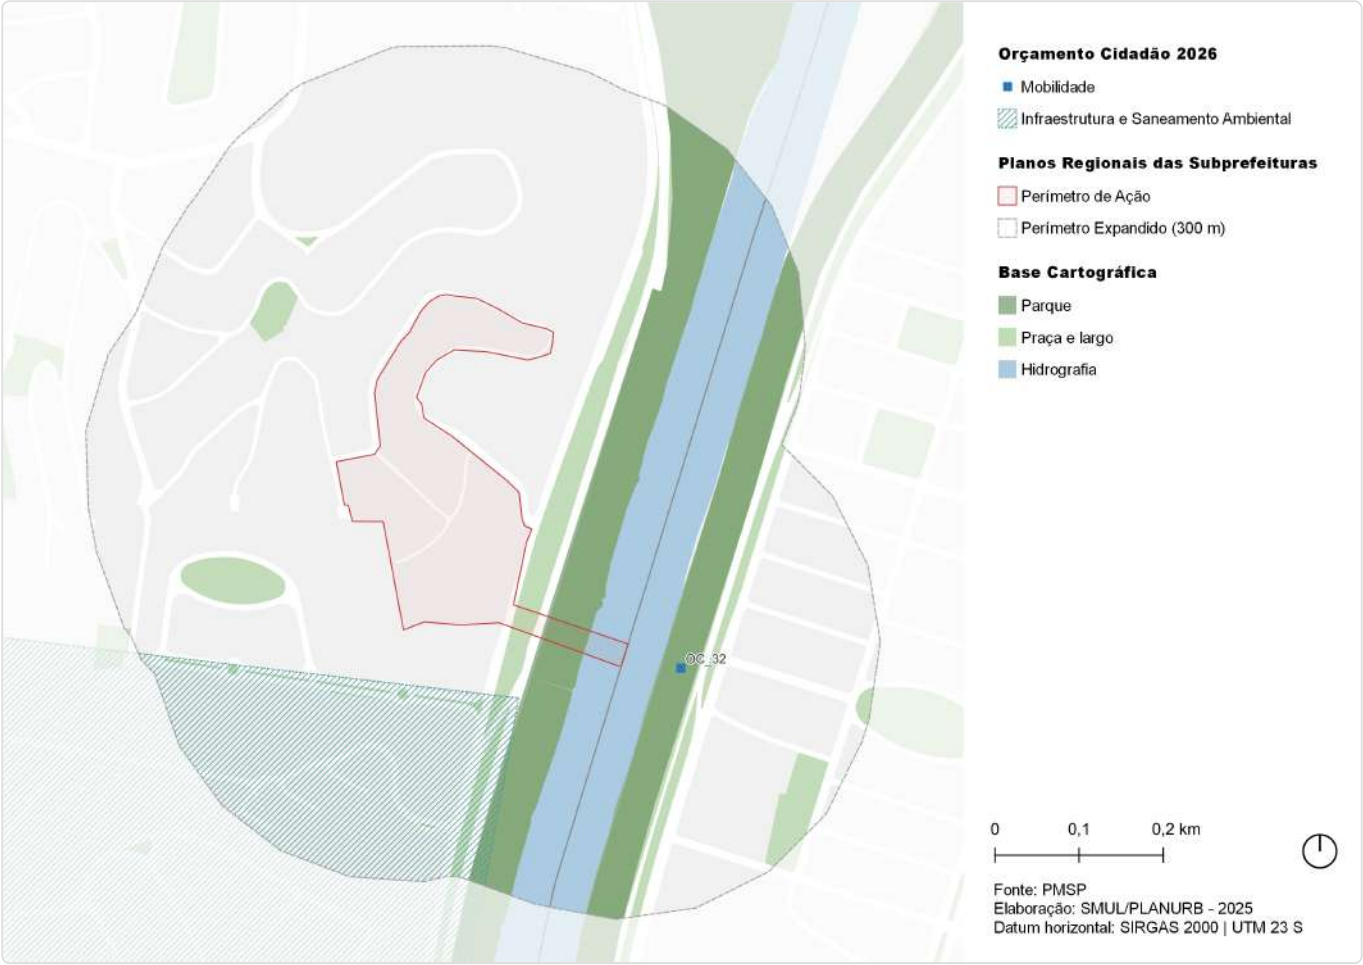 Orçamento Cidadão 2026
Mobilidade
Infraestrutura e Saneamento Ambiental
Planos Regionais das Subprefeituras
Perímetro de Ação
Perímetro Expandido (300 m)
Base Cartográfica
Parque
Praça e largo
Hidrografia
OC_32
0 0,1 0,2 km
Fonte: PMSP
Elaboração: SMUL/PLANURB - 2025
Datum horizontal: SIRGAS 2000 | UTM 23 S